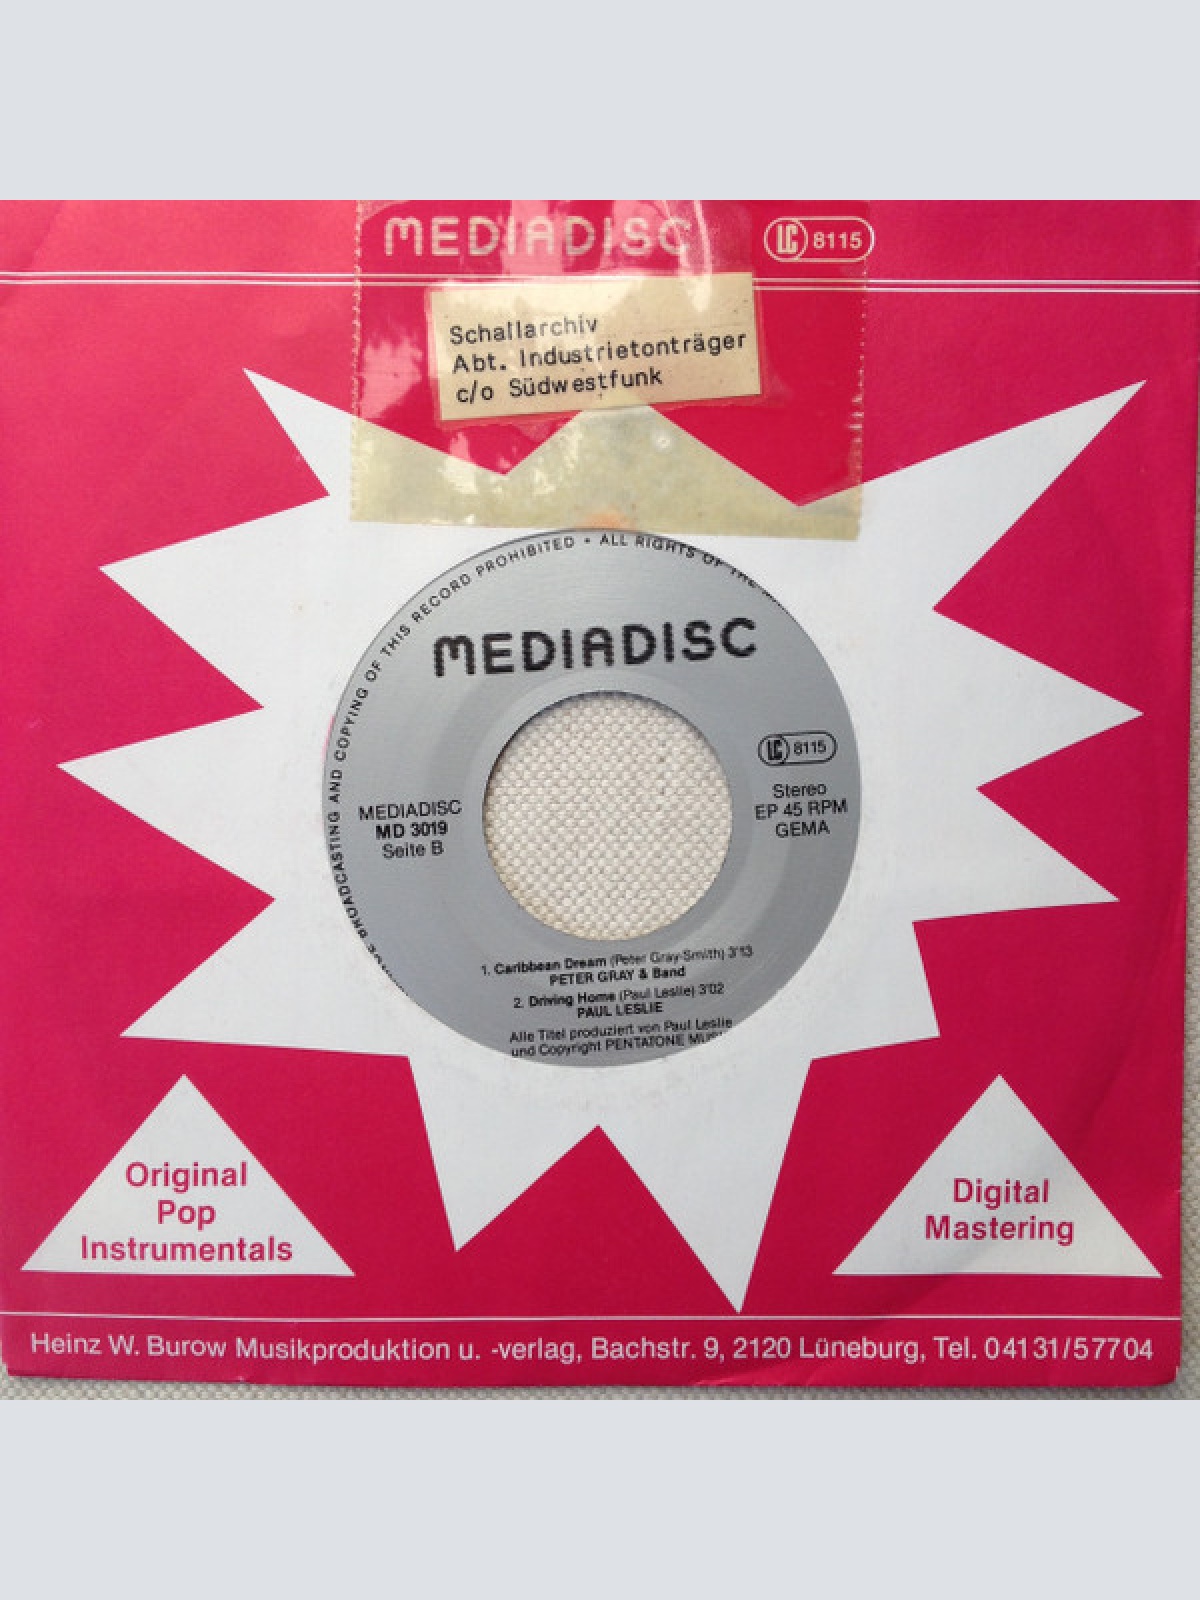 MEDIADISC
LC 8115
Schallarchiv
Abt. Industrietonträger
c/o Südwestfunk
BROADCASTING AND COPYING OF THIS RECORD PROHIBITED • ALL RIGHTS OF THE
MEDIADISC
LC 8115
MEDIADISC
MD 3019
Seite B
Stereo
EP 45 RPM
GEMA
1. Caribbean Dream (Peter Gray-Smith) 3'13
PETER GRAY & Band
2. Driving Home (Paul Leslie) 3'02
PAUL LESLIE
Alle Titel produziert von Paul Leslie
und Copyright PENTATONE
Original
Pop
Instrumentals
Digital
Mastering
Heinz W. Burow Musikproduktion u. -verlag, Bachstr. 9, 2120 Lüneburg, Tel. 04131/57704